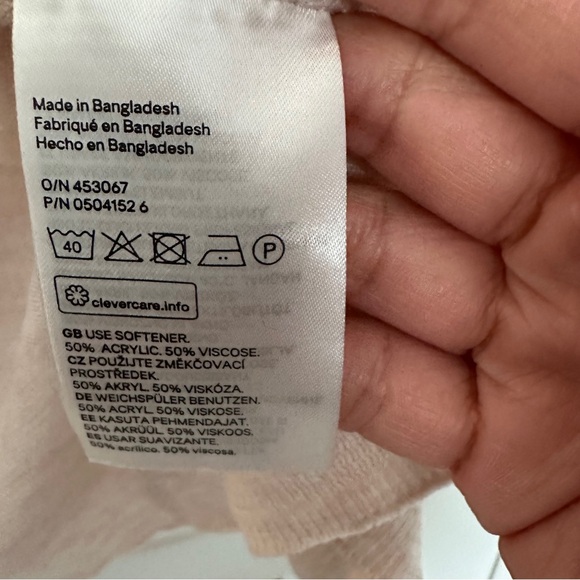 Made in Bangladesh
Fabriqué en Bangladesh
Hecho en Bangladesh
O/N 453067
P/N 0504152 6
40 P
clevercare.info
GB USE SOFTENER.
50% ACRYLIC. 50% VISCOSE.
CZ POUŽIJTE ZMĚKČOVACÍ
PROSTŘEDEK.
50% AKRYL. 50% VISKÓZA.
DE WEICHSPÜLER BENUTZEN.
50% ACRYL. 50% VISKOSE.
EE KASUTA PEHMENDAJAT.
50% AKRÜÜL. 50% VISKOOS.
ES USAR SUAVIZANTE.
50% acrílico. 50% viscosa.